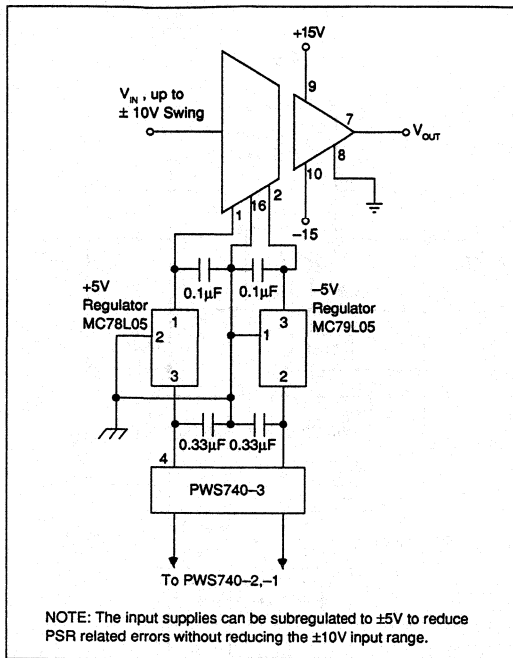 +15V
9
V_IN, up to
± 10V Swing
7
V_OUT
8
10
–15
1
16
2
0.1µF
0.1µF
+5V
Regulator
MC78L05
–5V
Regulator
MC79L05
1
2
3
3
1
2
0.33µF
0.33µF
4
PWS740–3
To PWS740–2,–1
NOTE: The input supplies can be subregulated to ±5V to reduce
PSR related errors without reducing the ±10V input range.